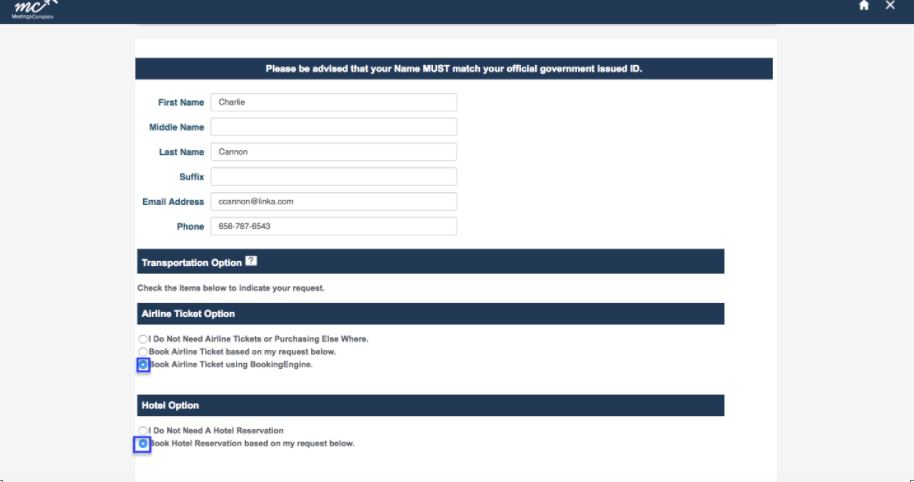 mc
MeetingsComplete
Please be advised that your Name MUST match your official government issued ID.
First Name Charlie
Middle Name
Last Name Cannon
Suffix
Email Address ccannon@linka.com
Phone 656-787-6543
Transportation Option ?
Check the items below to indicate your request.
Airline Ticket Option
I Do Not Need Airline Tickets or Purchasing Else Where.
Book Airline Ticket based on my request below.
Book Airline Ticket using BookingEngine.
Hotel Option
I Do Not Need A Hotel Reservation
Book Hotel Reservation based on my request below.